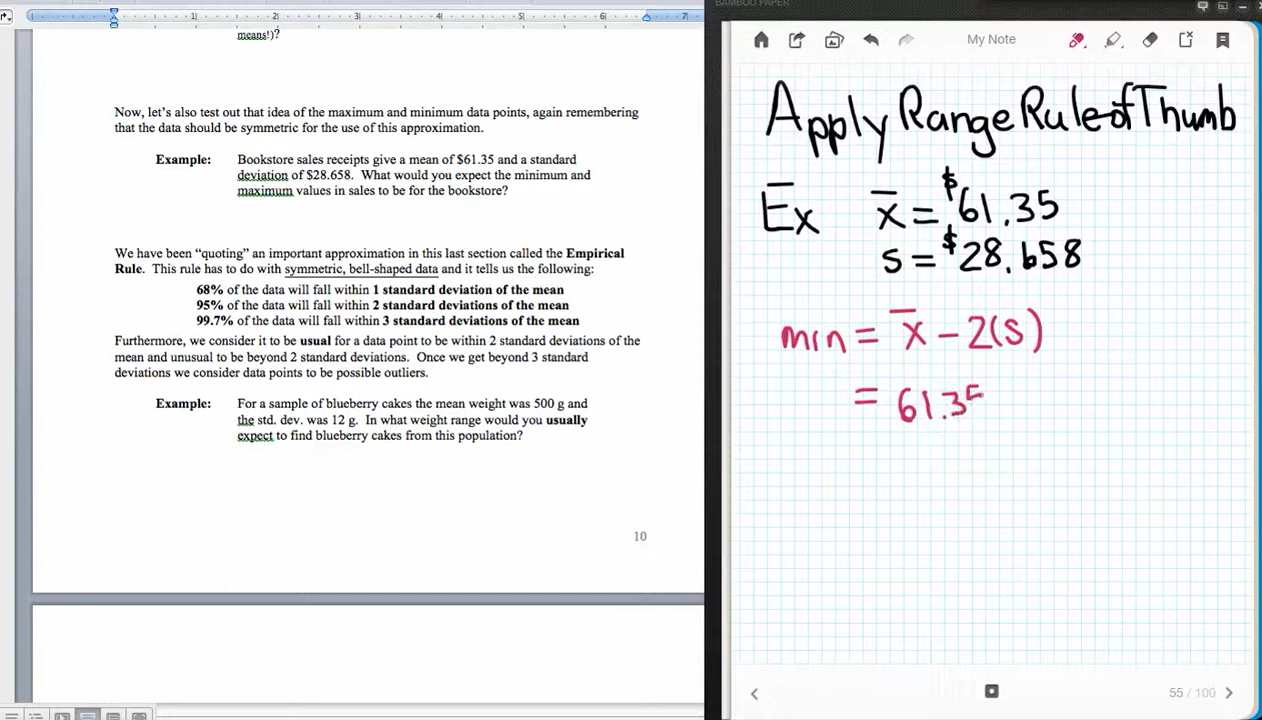 BAMBOO PAPER
1 2 3 4 5 6 7
means!)?
My Note
Now, let's also test out that idea of the maximum and minimum data points, again remembering
that the data should be symmetric for the use of this approximation.
Example: Bookstore sales receipts give a mean of $61.35 and a standard
deviation of $28.658. What would you expect the minimum and
maximum values in sales to be for the bookstore?
We have been "quoting" an important approximation in this last section called the Empirical
Rule. This rule has to do with symmetric, bell-shaped data and it tells us the following:
68% of the data will fall within 1 standard deviation of the mean
95% of the data will fall within 2 standard deviations of the mean
99.7% of the data will fall within 3 standard deviations of the mean
Furthermore, we consider it to be usual for a data point to be within 2 standard deviations of the
mean and unusual to be beyond 2 standard deviations. Once we get beyond 3 standard
deviations we consider data points to be possible outliers.
Example: For a sample of blueberry cakes the mean weight was 500 g and
the std. dev. was 12 g. In what weight range would you usually
expect to find blueberry cakes from this population?
10
Apply Range Rule of Thumb
Ex x̄ = $61.35
s = $28.658
min = x̄ - 2(s)
= 61.35
55 / 100